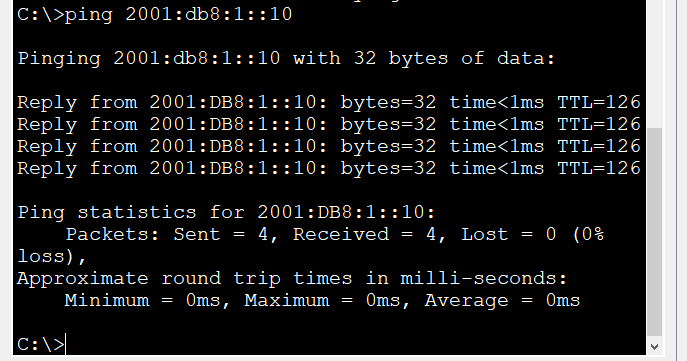 C:\>ping 2001:db8:1::10
Pinging 2001:db8:1::10 with 32 bytes of data:
Reply from 2001:DB8:1::10: bytes=32 time<1ms TTL=126
Reply from 2001:DB8:1::10: bytes=32 time<1ms TTL=126
Reply from 2001:DB8:1::10: bytes=32 time<1ms TTL=126
Reply from 2001:DB8:1::10: bytes=32 time<1ms TTL=126
Ping statistics for 2001:DB8:1::10:
Packets: Sent = 4, Received = 4, Lost = 0 (0%
loss),
Approximate round trip times in milli-seconds:
Minimum = 0ms, Maximum = 0ms, Average = 0ms
C:\>